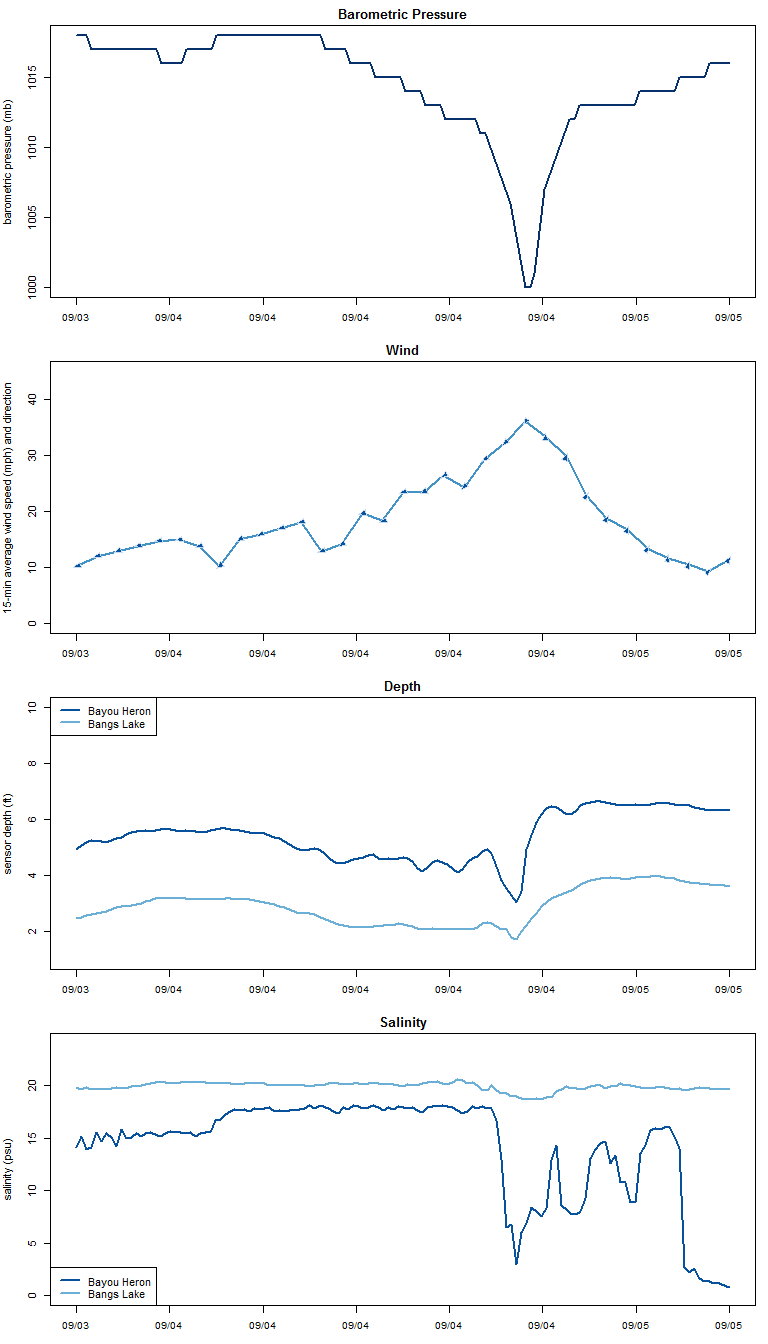 Barometric Pressure
barometric pressure (mb)
1015
1010
1005
1000
09/03 09/04 09/04 09/04 09/04 09/04 09/05 09/05
Wind
15-min average wind speed (mph) and direction
40
30
20
10
0
09/03 09/04 09/04 09/04 09/04 09/04 09/05 09/05
Depth
sensor depth (ft)
10
8
6
4
2
Bayou Heron
Bangs Lake
09/03 09/04 09/04 09/04 09/04 09/04 09/05 09/05
Salinity
salinity (psu)
20
15
10
5
0
Bayou Heron
Bangs Lake
09/03 09/04 09/04 09/04 09/04 09/04 09/05 09/05